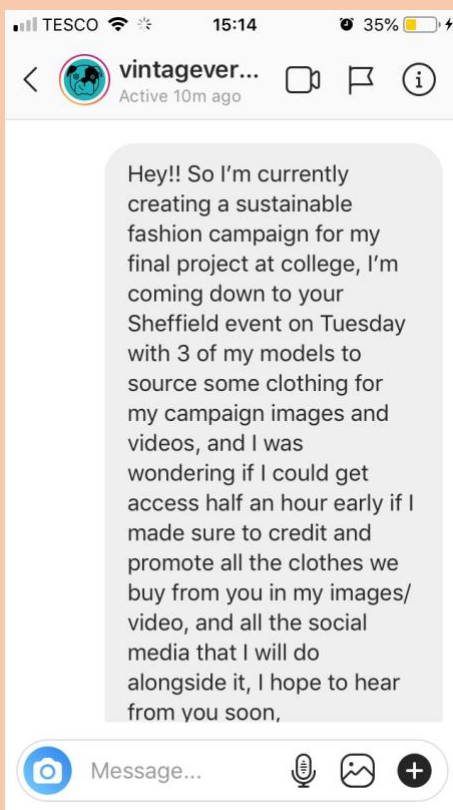 TESCO 15:14 35%
vintagever...
Active 10m ago
Hey!! So I'm currently
creating a sustainable
fashion campaign for my
final project at college, I'm
coming down to your
Sheffield event on Tuesday
with 3 of my models to
source some clothing for
my campaign images and
videos, and I was
wondering if I could get
access half an hour early if I
made sure to credit and
promote all the clothes we
buy from you in my images/
video, and all the social
media that I will do
alongside it, I hope to hear
from you soon,
Message...